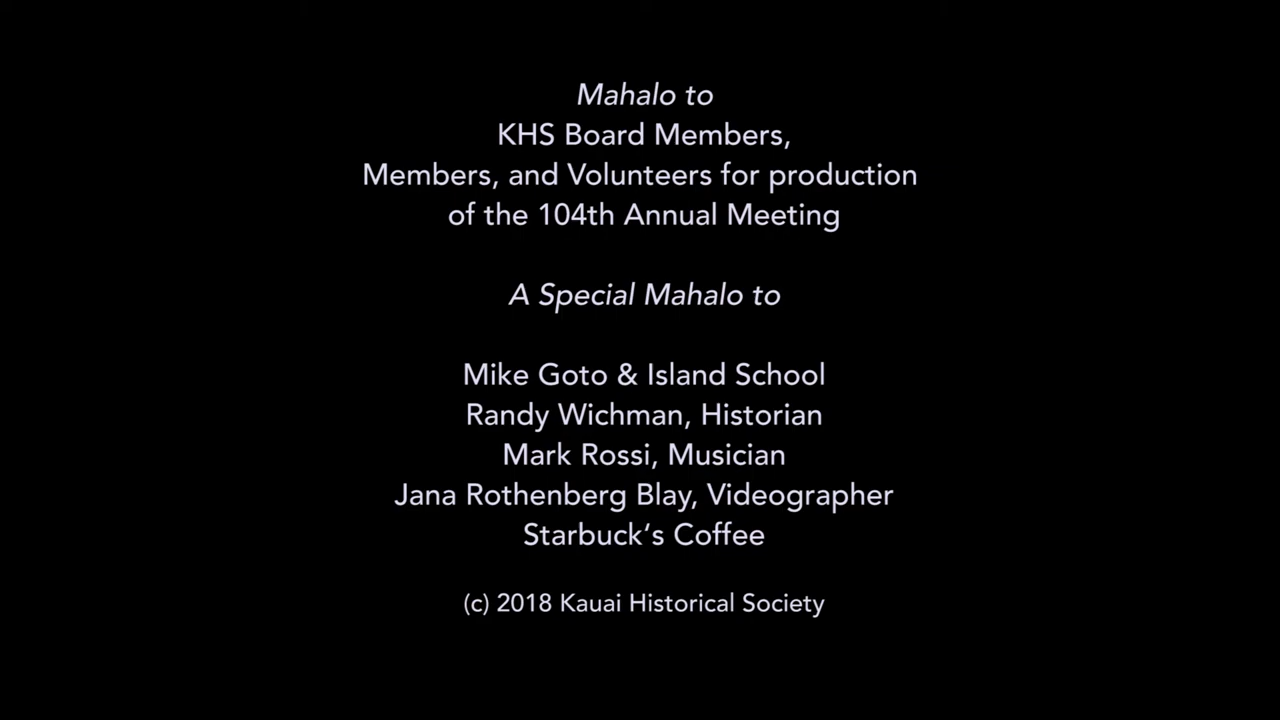 Mahalo to
KHS Board Members,
Members, and Volunteers for production
of the 104th Annual Meeting
A Special Mahalo to
Mike Goto & Island School
Randy Wichman, Historian
Mark Rossi, Musician
Jana Rothenberg Blay, Videographer
Starbuck‘s Coffee
(c) 2018 Kauai Historical Society